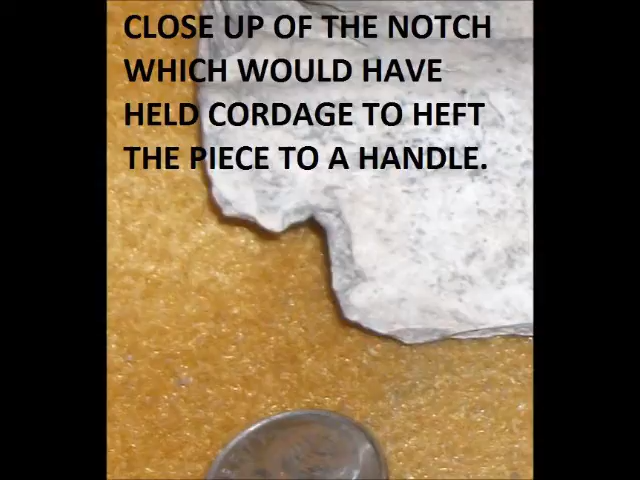 CLOSE UP OF THE NOTCH
WHICH WOULD HAVE
HELD CORDAGE TO HEFT
THE PIECE TO A HANDLE.